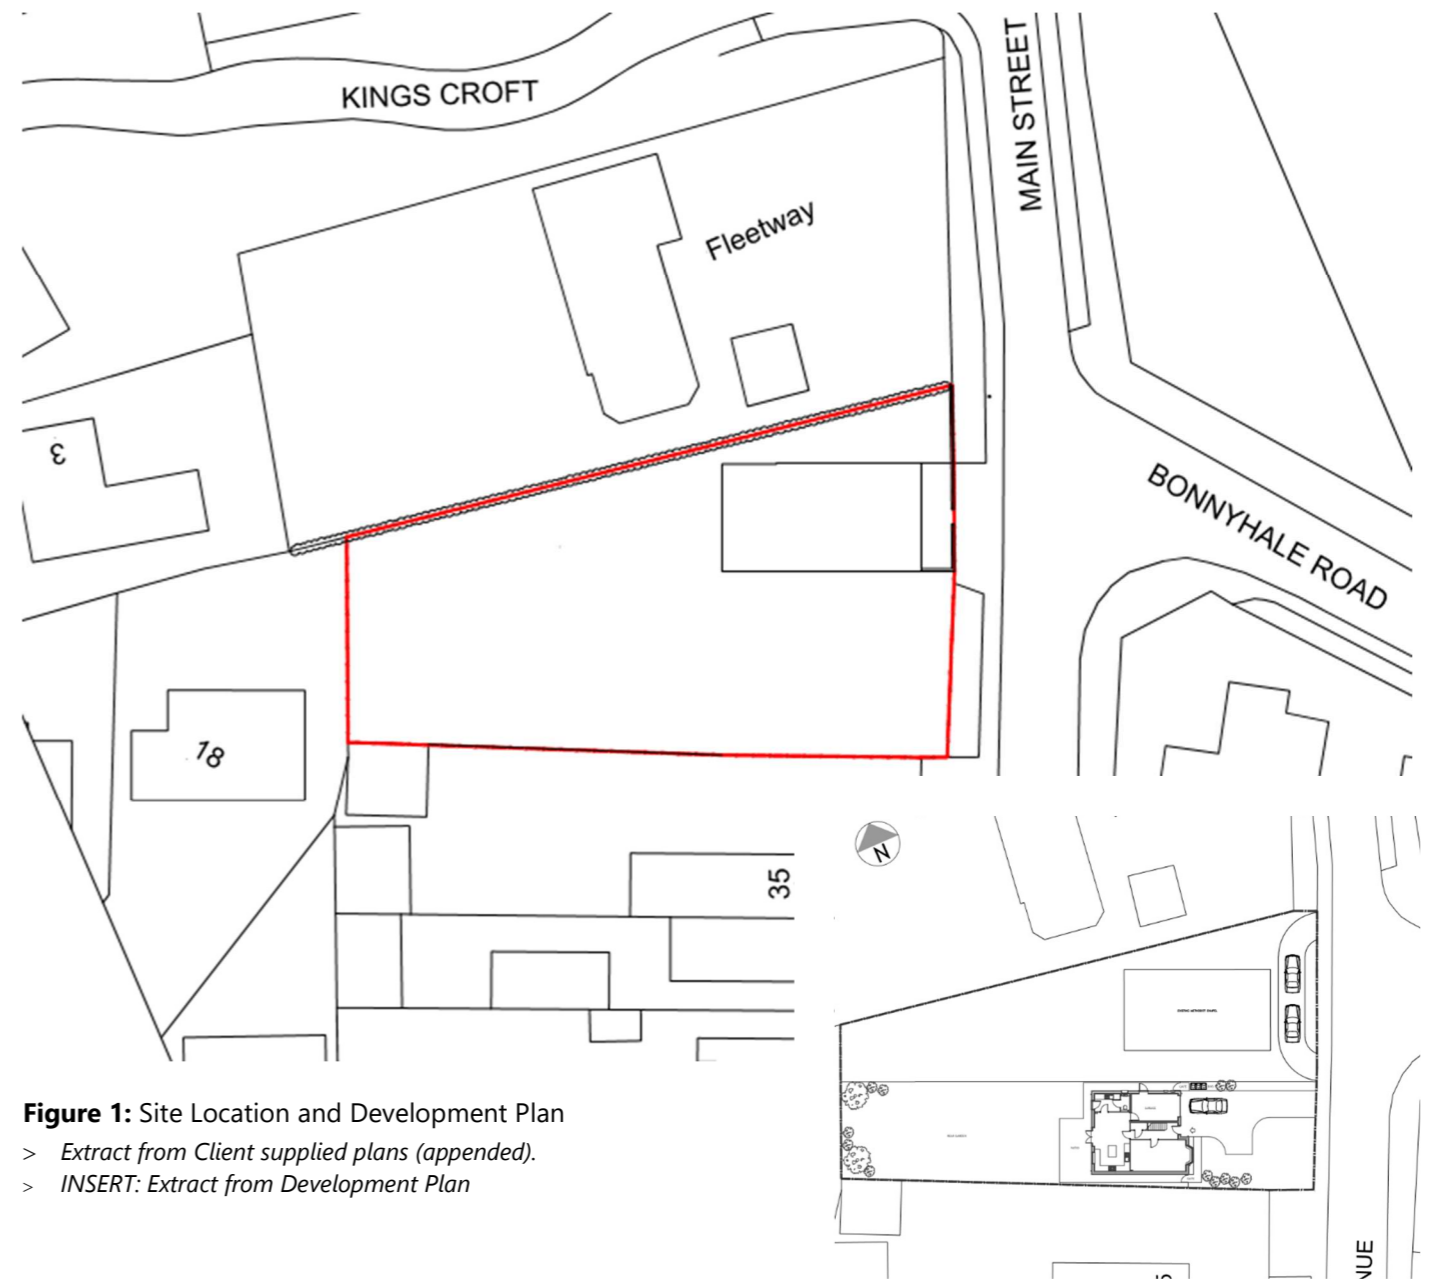 KINGS CROFT
MAIN STREET
Fleetway
3
BONNYHALE ROAD
18
35
N
NUE
Figure 1: Site Location and Development Plan
> Extract from Client supplied plans (appended).
> INSERT: Extract from Development Plan